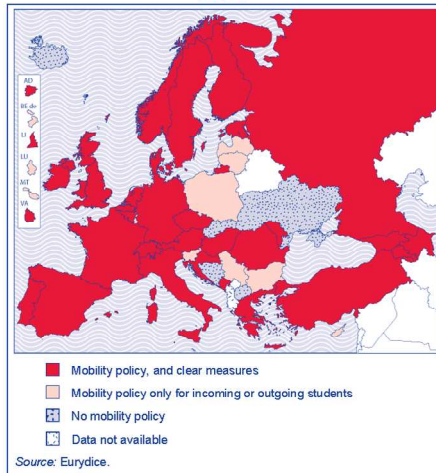 AD
BE de
LI
LU
MT
VA
Mobility policy, and clear measures
Mobility policy only for incoming or outgoing students
No mobility policy
Data not available
Source: Eurydice.